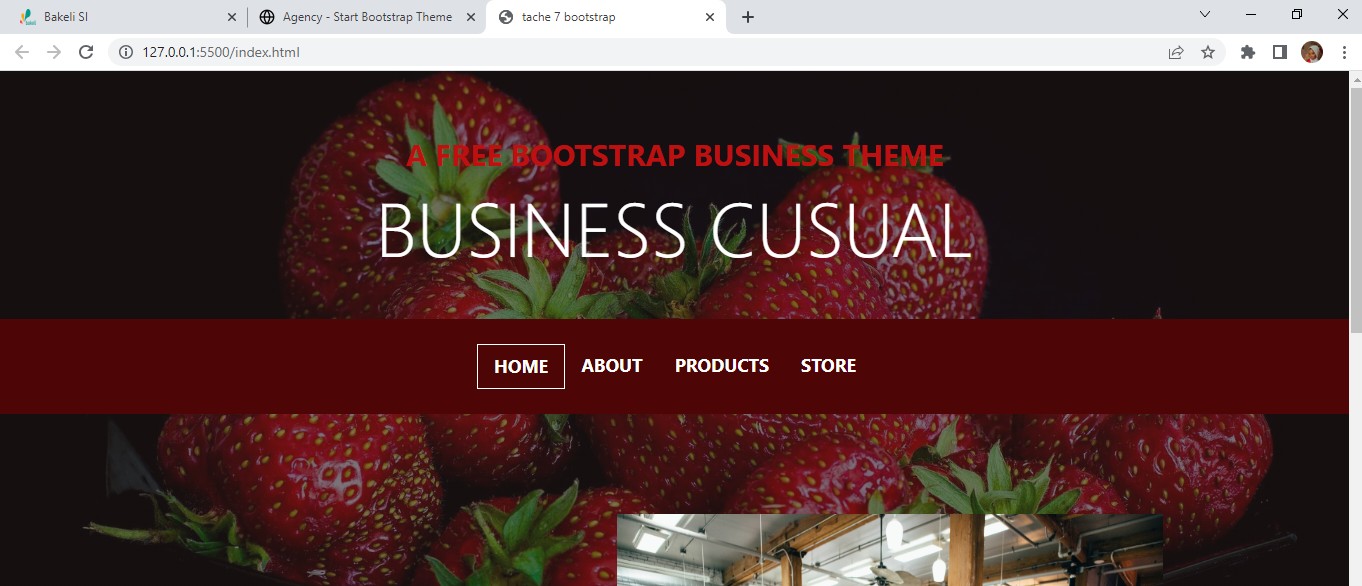 Bakeli SI
Agency - Start Bootstrap Theme
tache 7 bootstrap
127.0.0.1:5500/index.html
A FREE BOOTSTRAP BUSINESS THEME
BUSINESS CUSUAL
HOME ABOUT PRODUCTS STORE